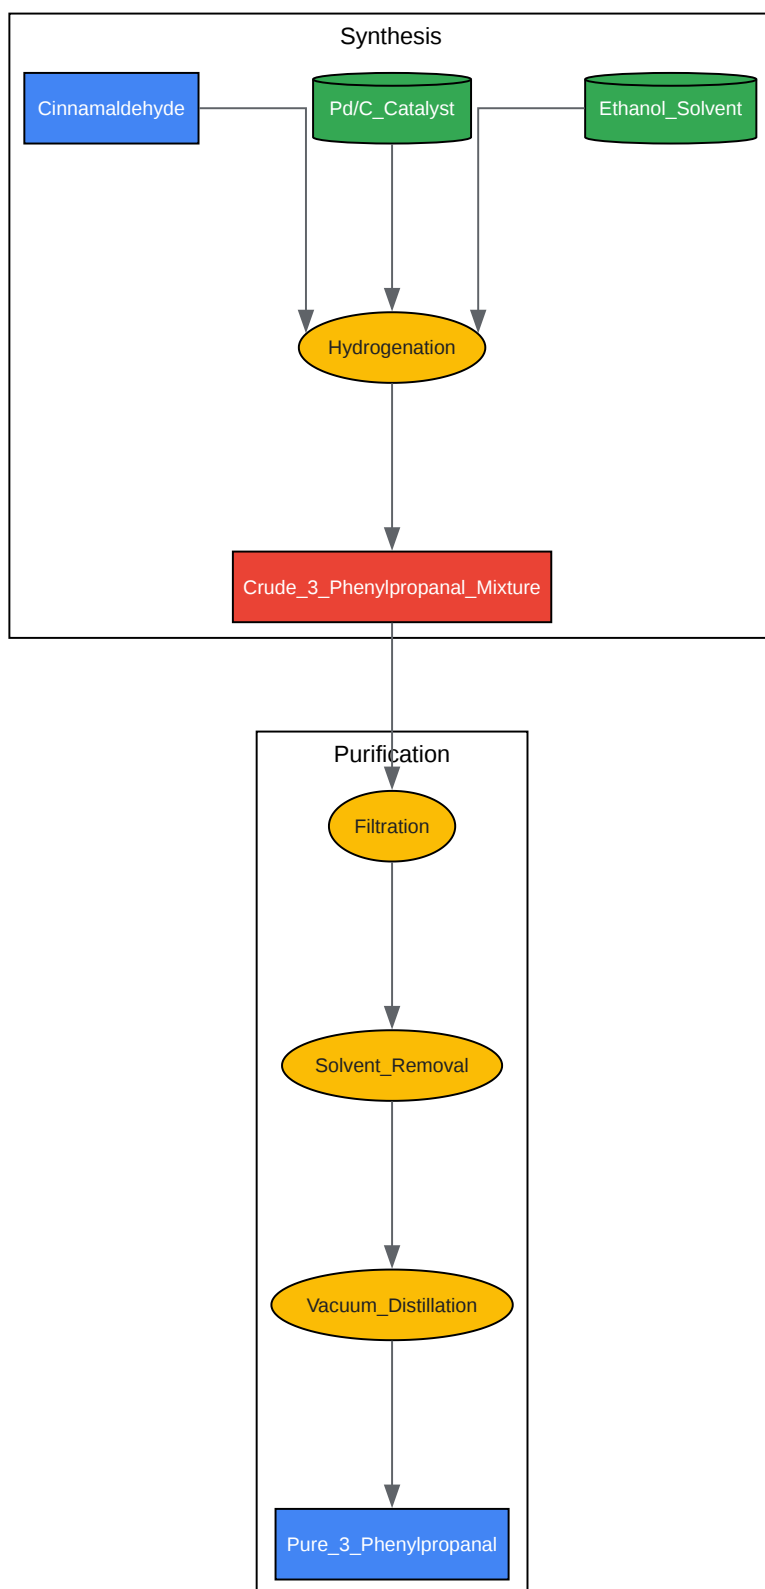 Synthesis
Cinnamaldehyde
Pd/C_Catalyst
Ethanol_Solvent
Hydrogenation
Crude_3_Phenylpropanal_Mixture
Purification
Filtration
Solvent_Removal
Vacuum_Distillation
Pure_3_Phenylpropanal